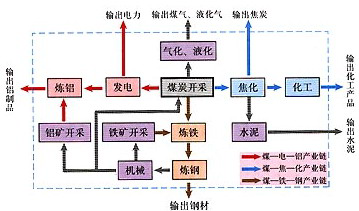 输出电力
输出煤气、液化气
输出焦炭
气化、液化
输出铝制品
炼铝
发电
煤炭开采
焦化
化工
输出化工产品
铝矿开采
铁矿开采
炼铁
水泥
输出水泥
机械
炼钢
煤—电—铝产业链
煤—焦—化产业链
煤—铁—钢产业链
输出钢材